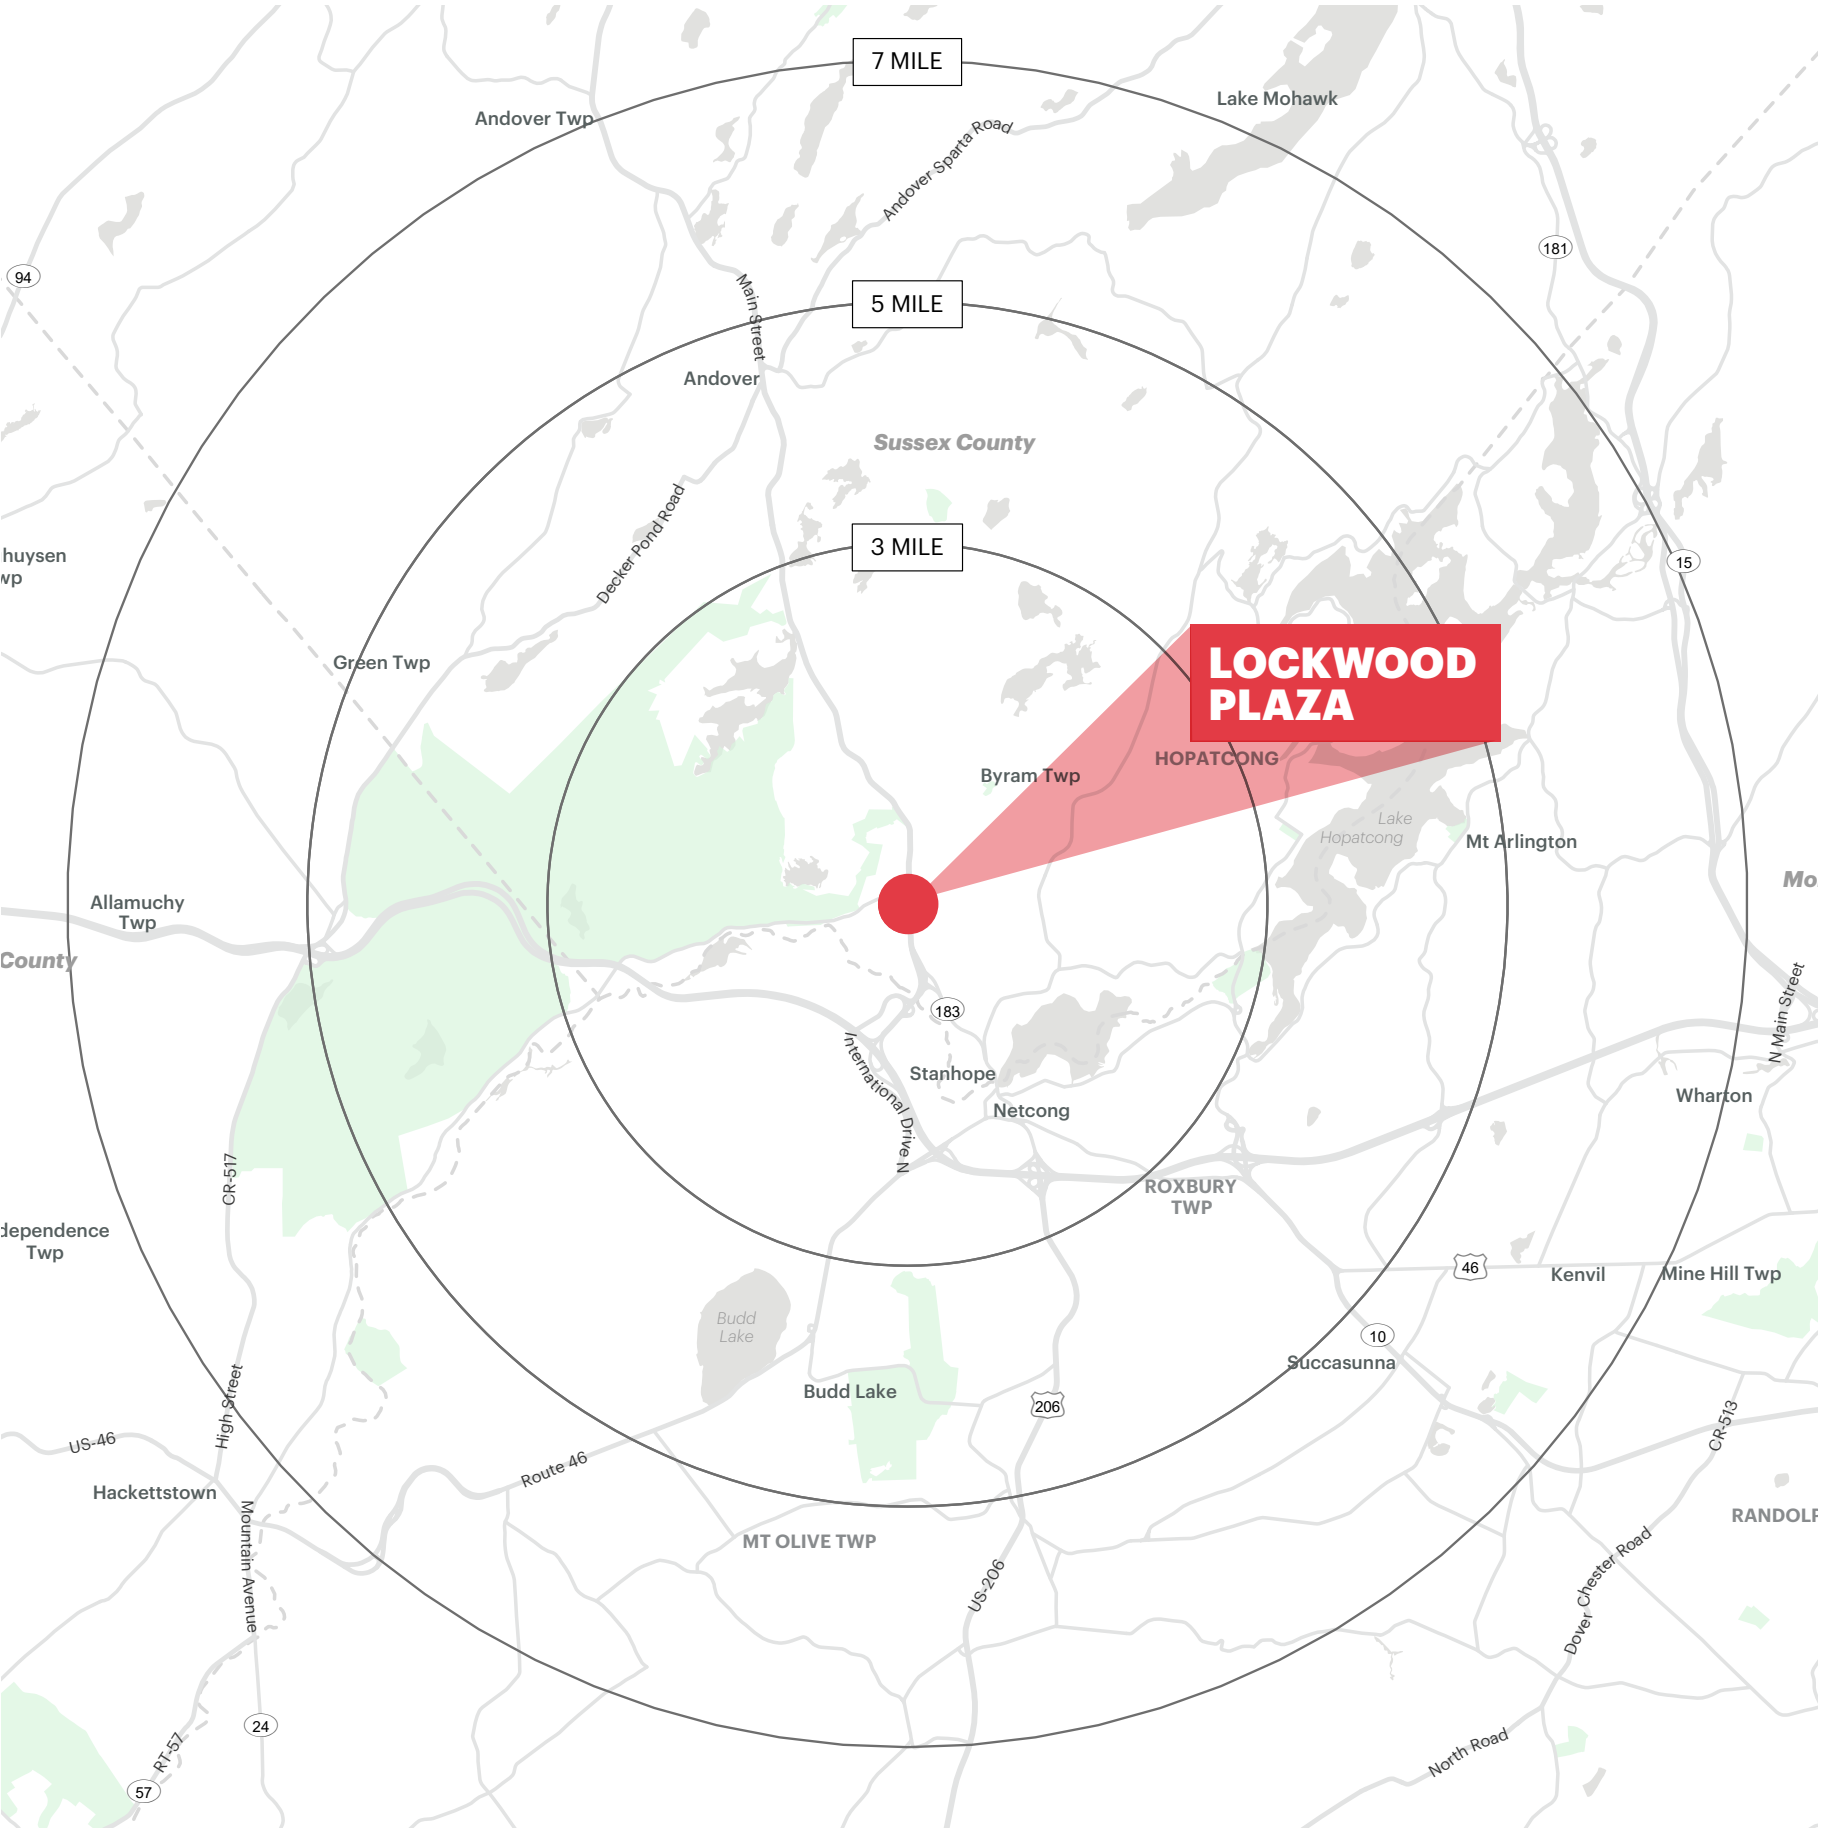 7 MILE
Lake Mohawk
Andover Twp
Andover Sparta Road
181
94
Main Street
5 MILE
Andover
Sussex County
Decker Pond Road
3 MILE
huysen
wp
15
Green Twp
LOCKWOOD
PLAZA
HOPATCONG
Byram Twp
Lake
Hopatcong
Mt Arlington
Mo
Allamuchy
Twp
County
N Main Street
183
International Drive N
Stanhope
Netcong
Wharton
CR-517
ROXBURY
TWP
dependence
Twp
46
Kenvil
Mine Hill Twp
Budd
Lake
10
Succasunna
Budd Lake
206
High Street
CR-513
US-46
Route 46
Hackettstown
Mountain Avenue
MT OLIVE TWP
RANDOLF
US-206
Dover Chester Road
24
RT-57
North Road
57